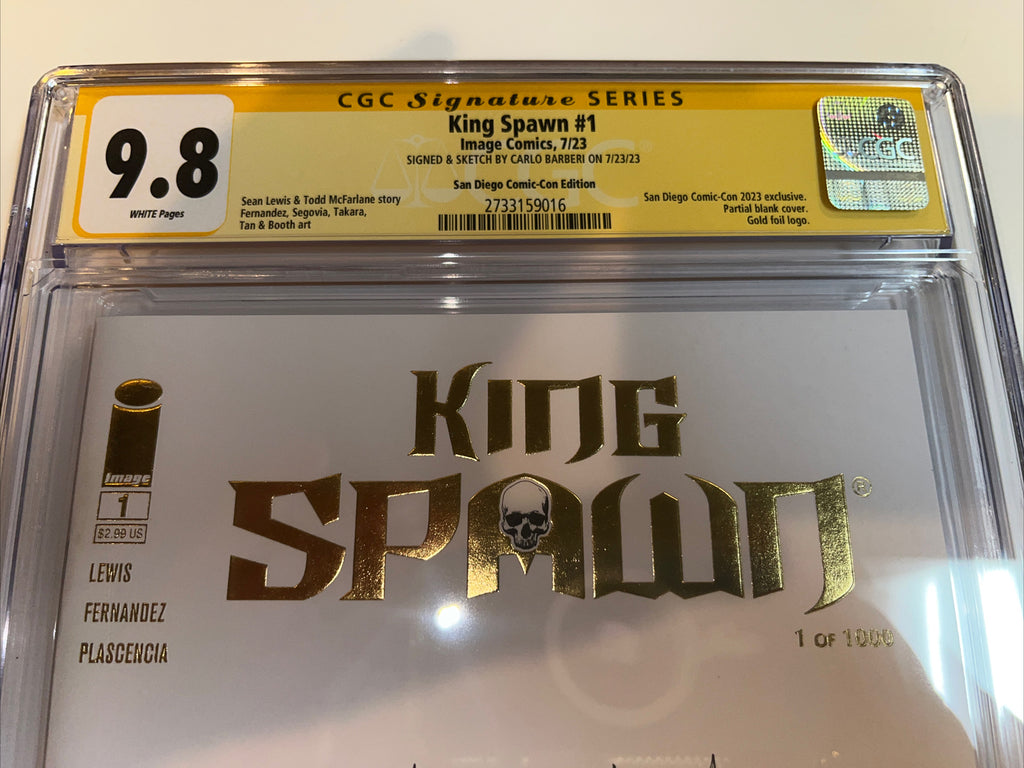 CGC Signature SERIES
9.8
WHITE Pages
King Spawn #1
Image Comics, 7/23
SIGNED & SKETCH BY CARLO BARBERI ON 7/23/23
San Diego Comic-Con Edition
2733159016
Sean Lewis & Todd McFarlane story
Fernandez, Segovia, Takara,
Tan & Booth art
San Diego Comic-Con 2023 exclusive.
Partial blank cover.
Gold foil logo.
CGC
CGC
i
Image
1
$2.99 US
LEWIS
FERNANDEZ
PLASCENCIA
KING
SPAWN®
1 OF 1000